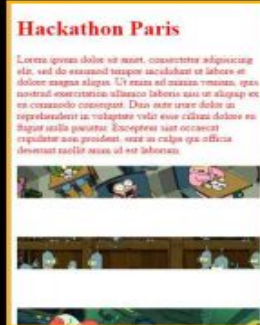 Hackathon Paris
Lorem ipsum dolor sit amet, consectetur adipisicing
elit, sed do eiusmod tempor incididunt ut labore et
dolore magna aliqua. Ut enim ad minim veniam, quis
nostrud exercitation ullamco laboris nisi ut aliquip ex
ea commodo consequat. Duis aute irure dolor in
reprehenderit in voluptate velit esse cillum dolore eu
fugiat nulla pariatur. Excepteur sint occaecat
cupidatat non proident, sunt in culpa qui officia
deserunt mollit anim id est laborum.